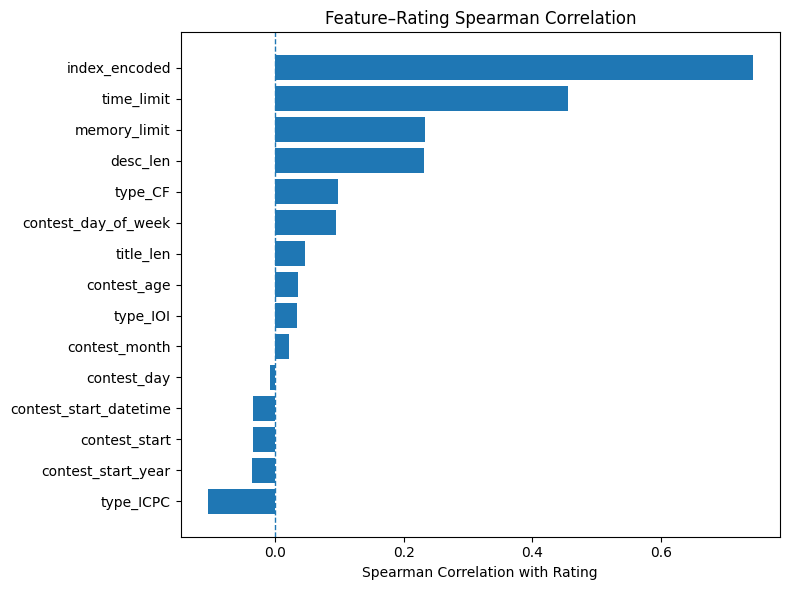 Feature–Rating Spearman Correlation
index_encoded
time_limit
memory_limit
desc_len
type_CF
contest_day_of_week
title_len
contest_age
type_IOI
contest_month
contest_day
contest_start_datetime
contest_start
contest_start_year
type_ICPC
0.0 0.2 0.4 0.6
Spearman Correlation with Rating